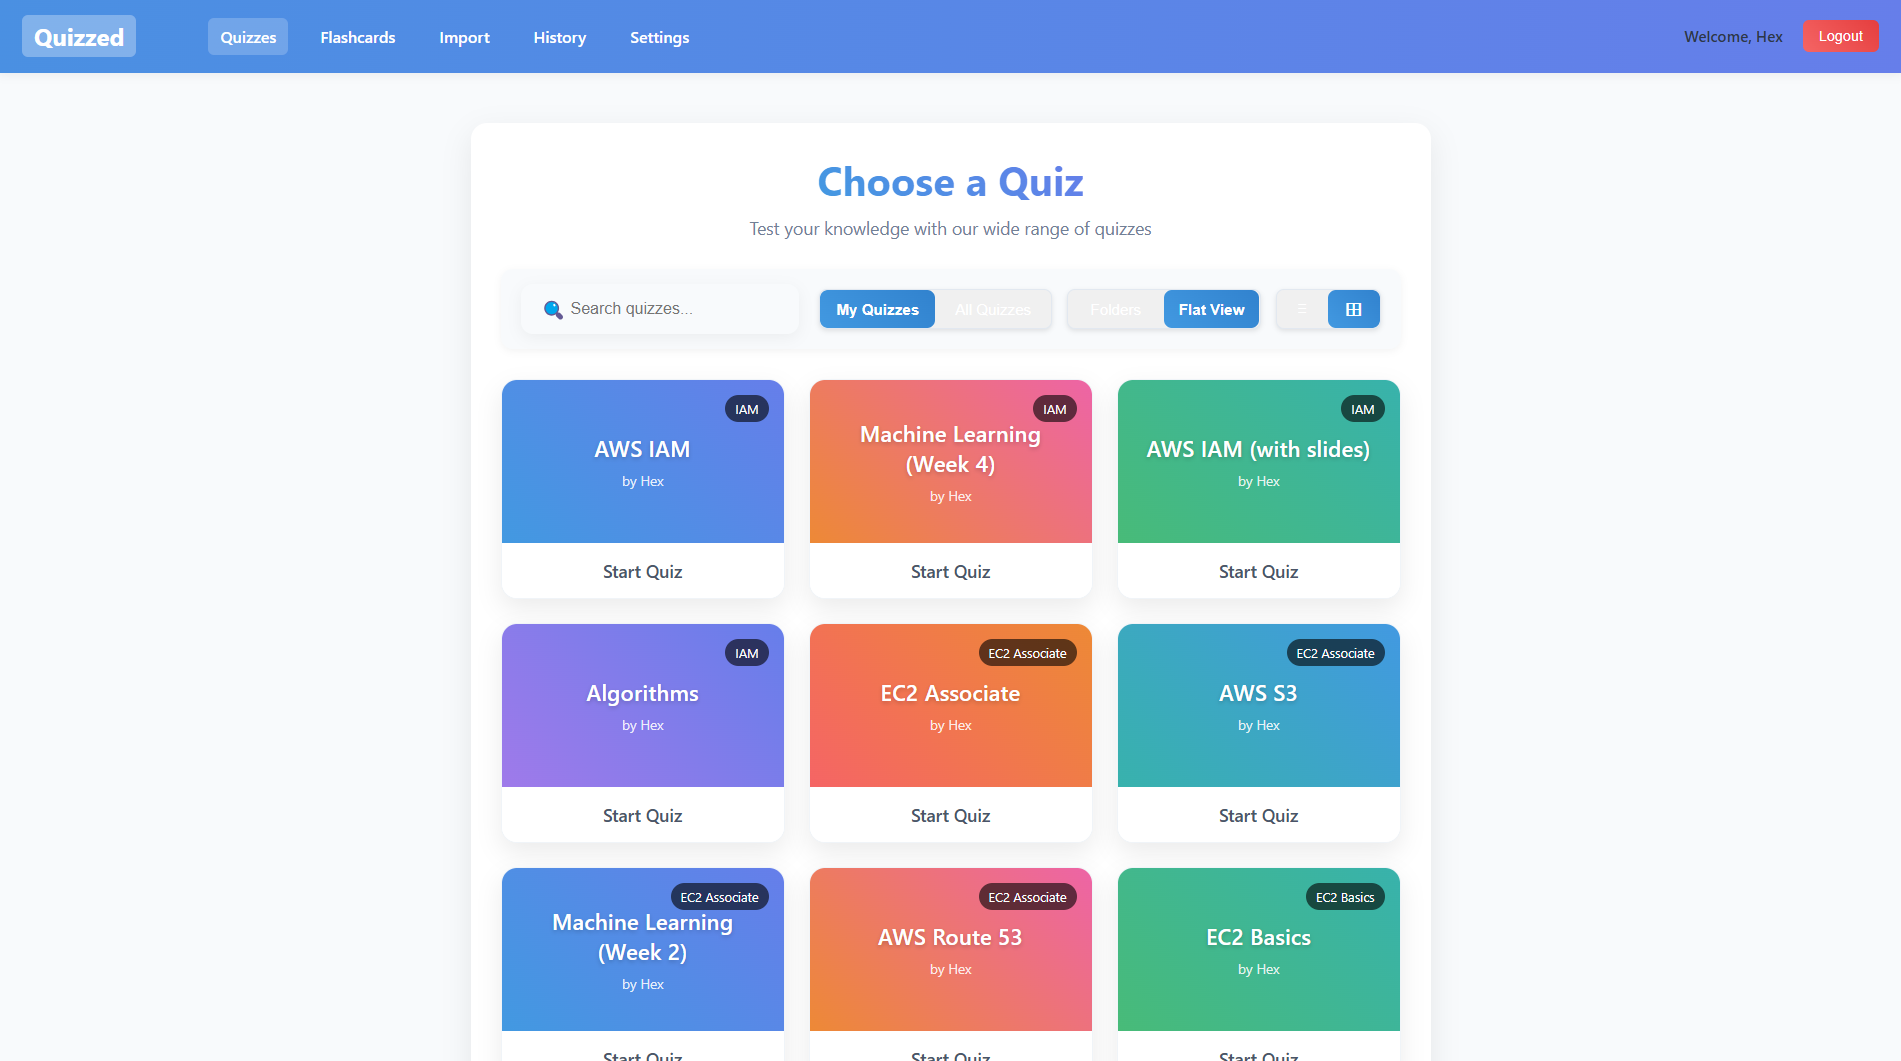 Quizzed
Quizzes Flashcards Import History Settings
Welcome, Hex Logout
Choose a Quiz
Test your knowledge with our wide range of quizzes
Search quizzes...
My Quizzes All Quizzes Folders Flat View
IAM
AWS IAM
by Hex
Start Quiz
IAM
Machine Learning
(Week 4)
by Hex
Start Quiz
IAM
AWS IAM (with slides)
by Hex
Start Quiz
IAM
Algorithms
by Hex
Start Quiz
EC2 Associate
EC2 Associate
by Hex
Start Quiz
EC2 Associate
AWS S3
by Hex
Start Quiz
EC2 Associate
Machine Learning
(Week 2)
by Hex
Start Quiz
EC2 Associate
AWS Route 53
by Hex
Start Quiz
EC2 Basics
EC2 Basics
by Hex
Start Quiz